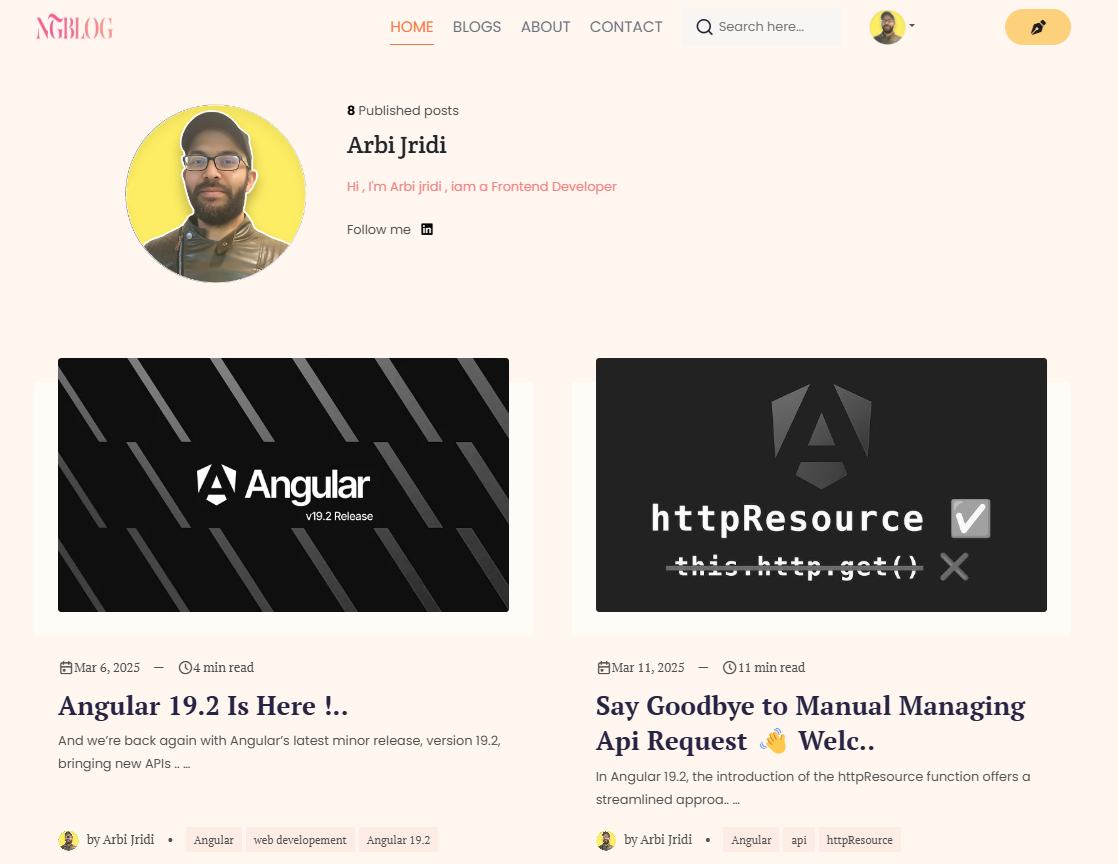 NGBLOG
HOME BLOGS ABOUT CONTACT Search here...
8 Published posts
Arbi Jridi
Hi , I'm Arbi jridi , iam a Frontend Developer
Follow me
Angular
v19.2 Release
Mar 6, 2025 — 4 min read
Angular 19.2 Is Here !..
And we’re back again with Angular’s latest minor release, version 19.2,
bringing new APIs .. ...
by Arbi Jridi • Angular web developement Angular 19.2
httpResource ✅
this.http.get() ❌
Mar 11, 2025 — 11 min read
Say Goodbye to Manual Managing
Api Request 👋 Welc..
In Angular 19.2, the introduction of the httpResource function offers a
streamlined approa.. ...
by Arbi Jridi • Angular api httpResource